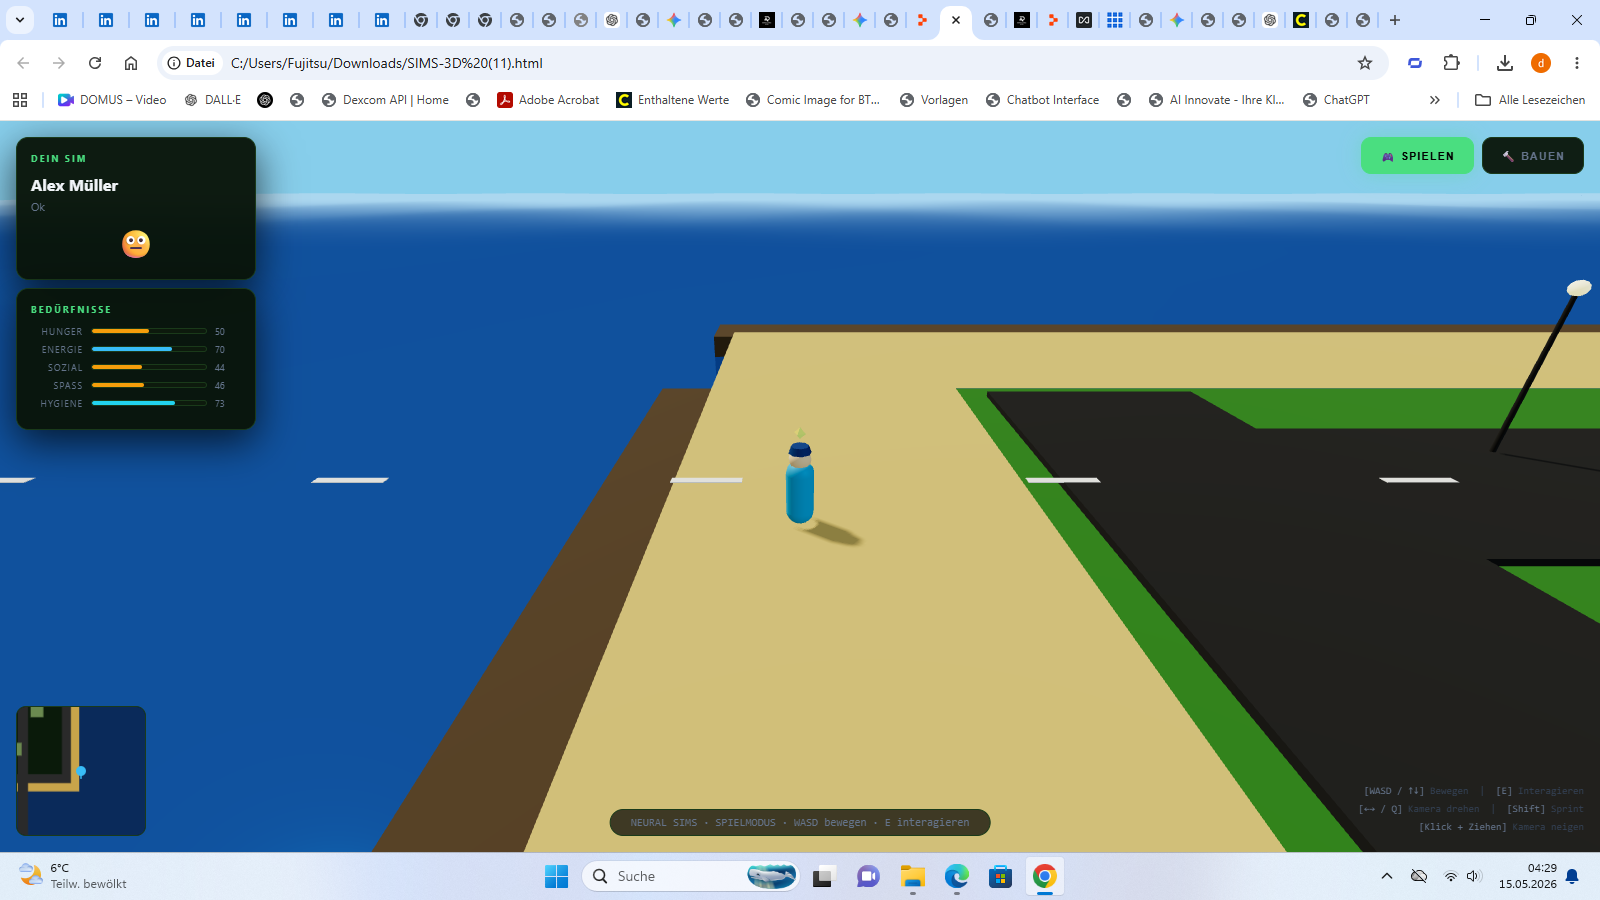 Datei
C:/Users/Fujitsu/Downloads/SIMS-3D%20(11).html
DOMUS – Video
DALL·E
Dexcom API | Home
Adobe Acrobat
Enthaltene Werte
Comic Image for BT...
Vorlagen
Chatbot Interface
AI Innovate - Ihre KI...
ChatGPT
Alle Lesezeichen
DEIN SIM
Alex Müller
Ok
SPIELEN
BAUEN
BEDÜRFNISSE
HUNGER 50
ENERGIE 70
SOZIAL 44
SPASS 46
HYGIENE 73
[WASD / ↑↓] Bewegen | [E] Interagieren
[←→ / Q] Kamera drehen | [Shift] Sprint
[Klick + Ziehen] Kamera neigen
NEURAL SIMS · SPIELMODUS · WASD bewegen · E interagieren
6°C
Teilw. bewölkt
Suche
04:29
15.05.2026